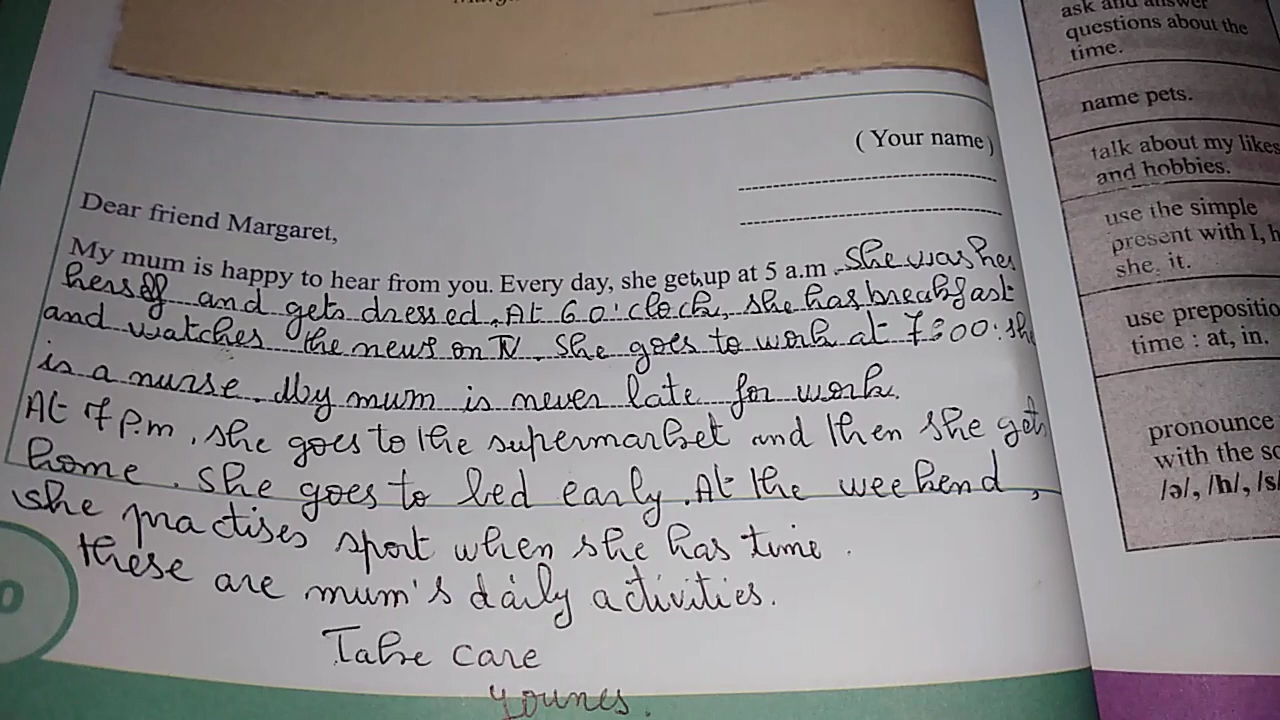 ask and answer
questions about the
time.
name pets.
talk about my likes
and hobbies.
use the simple
present with I, h
she, it.
use prepositio
time : at, in.
pronounce
with the so
/ə/, /h/, /s/
( Your name )
Dear friend Margaret,
My mum is happy to hear from you. Every day, she get up at 5 a.m. She washes
herself and gets dressed. At 6 o'clock, she has breakfast
and watches the news on TV. She goes to work at 7:00. she
is a nurse. My mum is never late for work.
At 7 p.m, she goes to the supermarket and then she gets
home. She goes to bed early. At the weekend,
she practises sport when she has time.
these are mum's daily activities.
Take care
Younes.